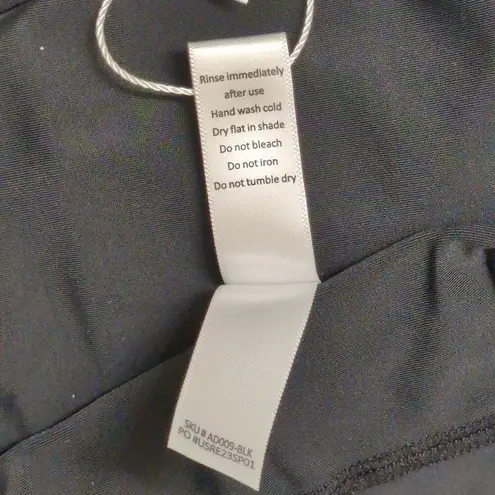 Rinse immediately
after use
Hand wash cold
Dry flat in shade
Do not bleach
Do not iron
Do not tumble dry
SKU # AD009-BLK
PO #USRE23SP01